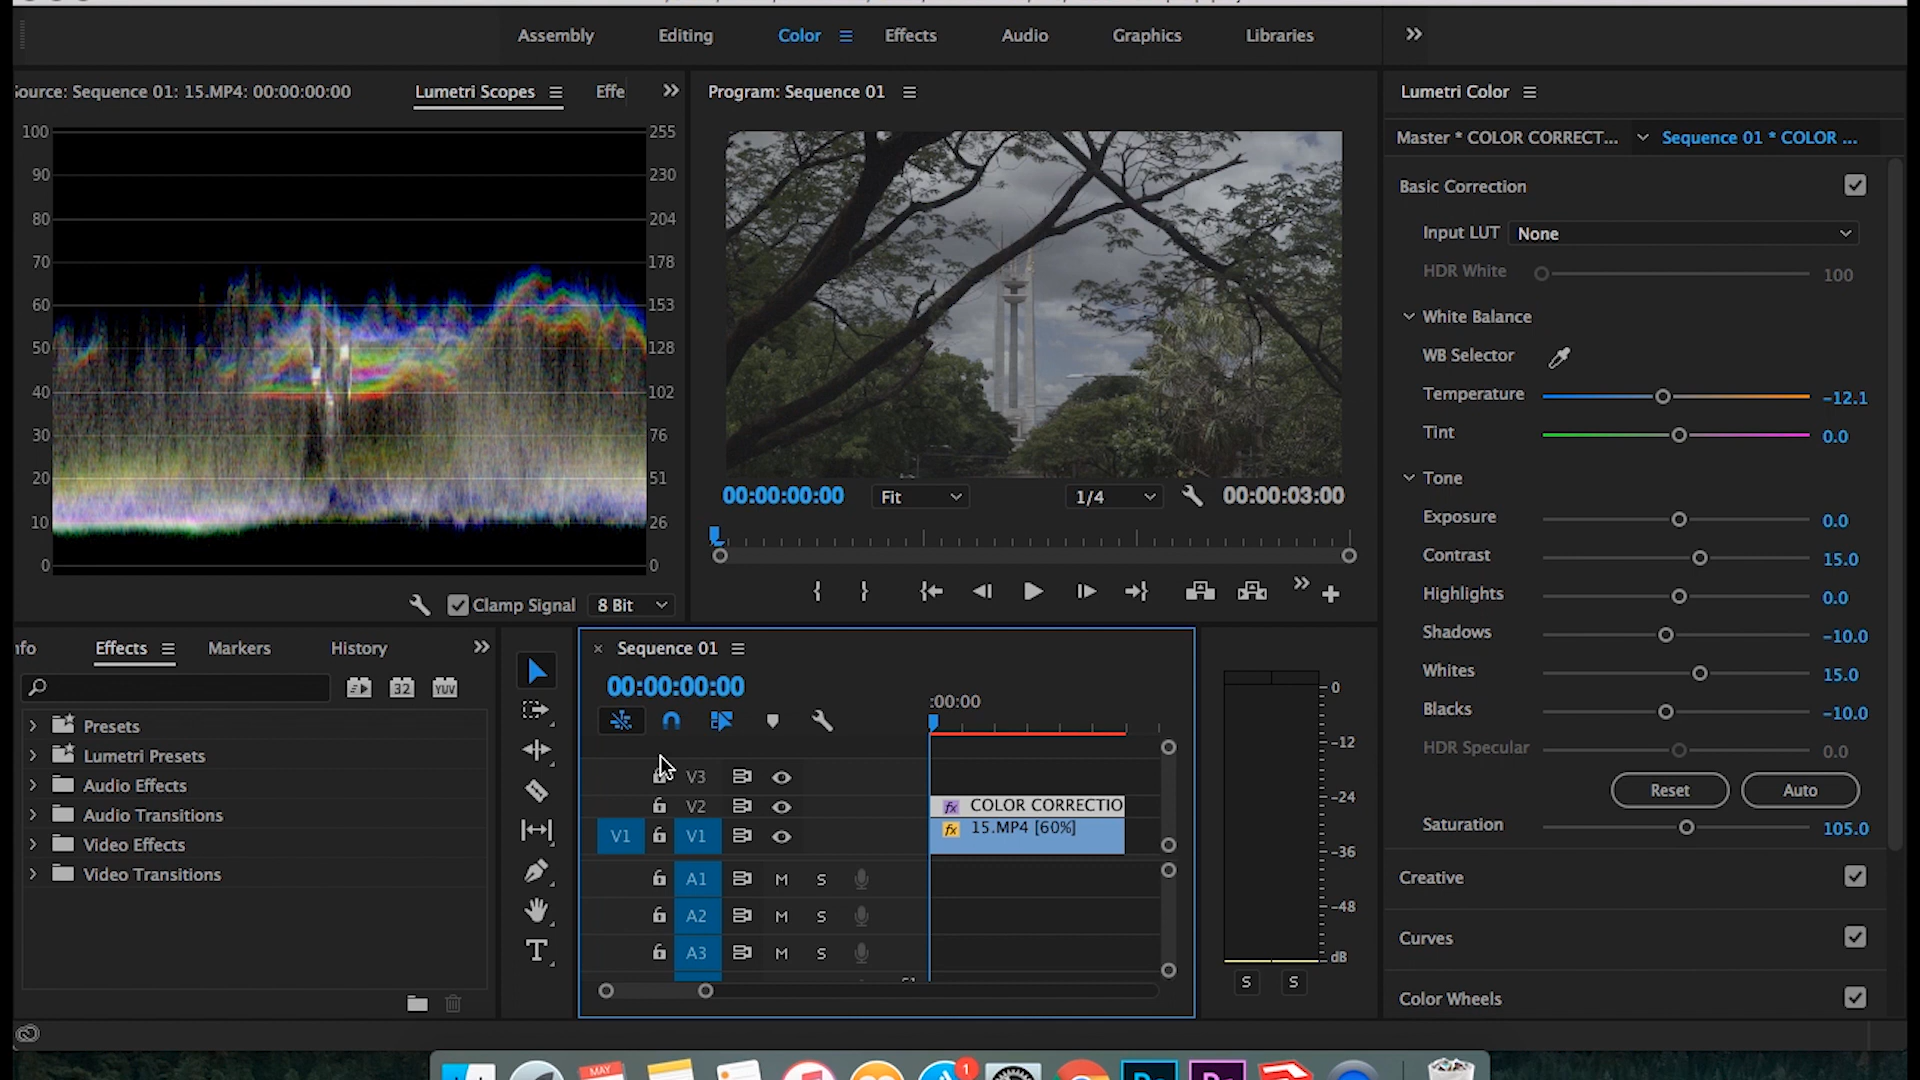 Assembly
Editing
Color
Effects
Audio
Graphics
Libraries
Source: Sequence 01: 15.MP4: 00:00:00:00
Lumetri Scopes
Effe
100
90
80
70
60
50
40
30
20
10
0
255
230
204
178
153
128
102
76
51
26
0
Clamp Signal
8 Bit
Program: Sequence 01
00:00:00:00
Fit
1/4
00:00:03:00
Lumetri Color
Master * COLOR CORRECT...
Sequence 01 * COLOR ...
Basic Correction
Input LUT
None
HDR White
100
White Balance
WB Selector
Temperature
-12.1
Tint
0.0
Tone
Exposure
0.0
Contrast
15.0
Highlights
0.0
Shadows
-10.0
Whites
15.0
Blacks
-10.0
HDR Specular
0.0
Reset
Auto
Saturation
105.0
Creative
Curves
Color Wheels
nfo
Effects
Markers
History
32
YUV
Presets
Lumetri Presets
Audio Effects
Audio Transitions
Video Effects
Video Transitions
T
× Sequence 01
00:00:00:00
:00:00
V3
V2
fx COLOR CORRECTIO
V1
V1
fx 15.MP4 [60%]
A1 M S
A2 M S
A3 M S
0
-12
-24
-36
-48
dB
S
S
MAY
1